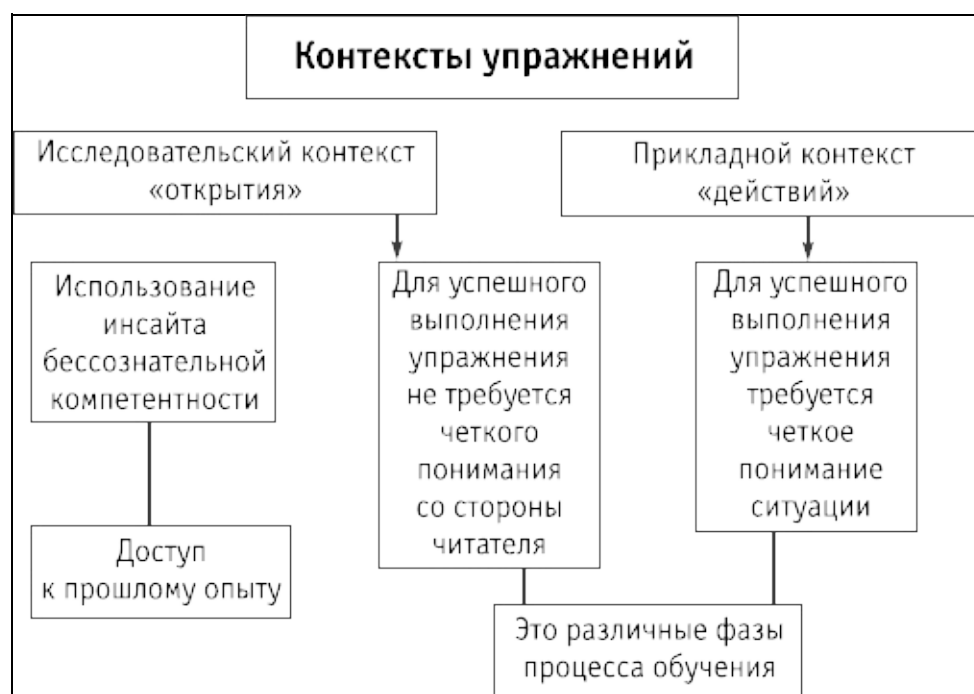 Контексты упражнений
Исследовательский контекст
«открытия»
Прикладной контекст
«действий»
Использование
инсайта
бессознательной
компетентности
Для успешного
выполнения
упражнения
не требуется
четкого
понимания
со стороны
читателя
Для успешного
выполнения
упражнения
требуется
четкое
понимание
ситуации
Доступ
к прошлому опыту
Это различные фазы
процесса обучения